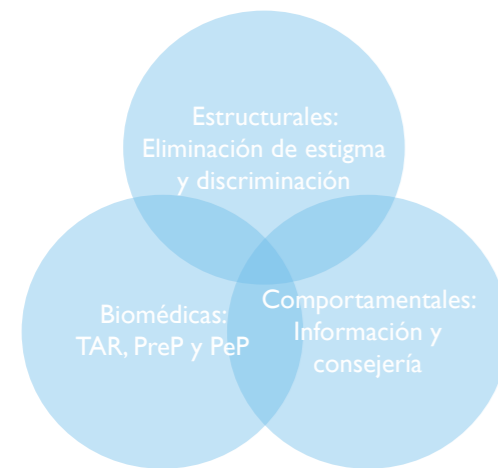 Estructurales:
Eliminación de estigma
y discriminación
Biomédicas:
TAR, PreP y PeP
Comportamentales:
Información y
consejería